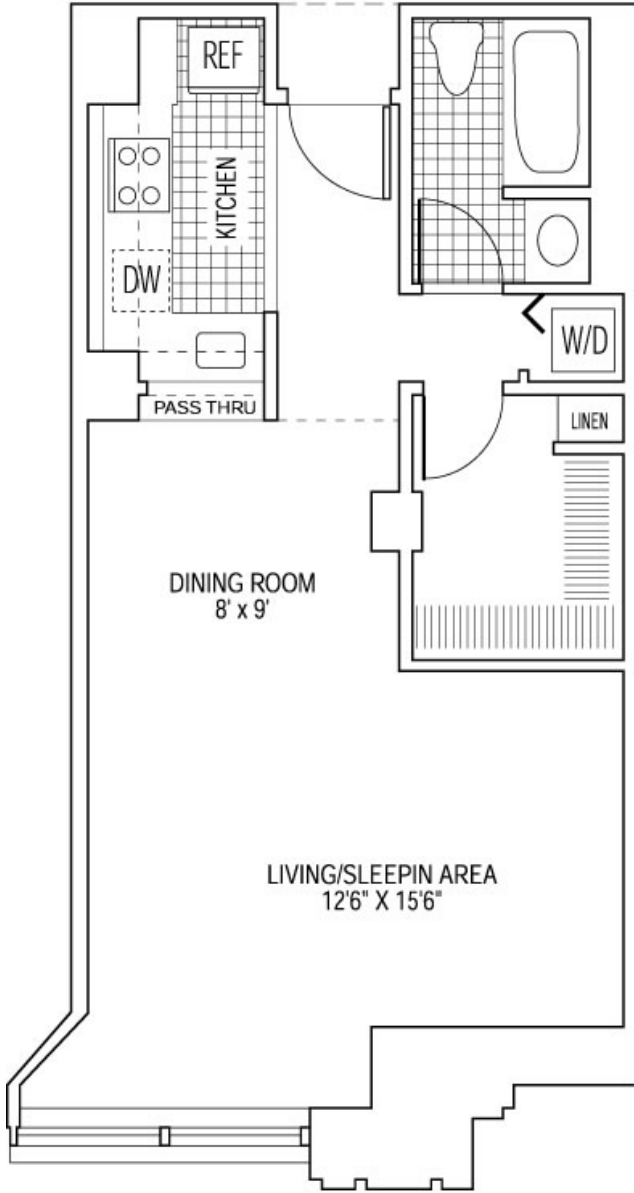 REF
KITCHEN
DW
W/D
PASS THRU
LINEN
DINING ROOM
8' x 9'
LIVING/SLEEPIN AREA
12'6" X 15'6"